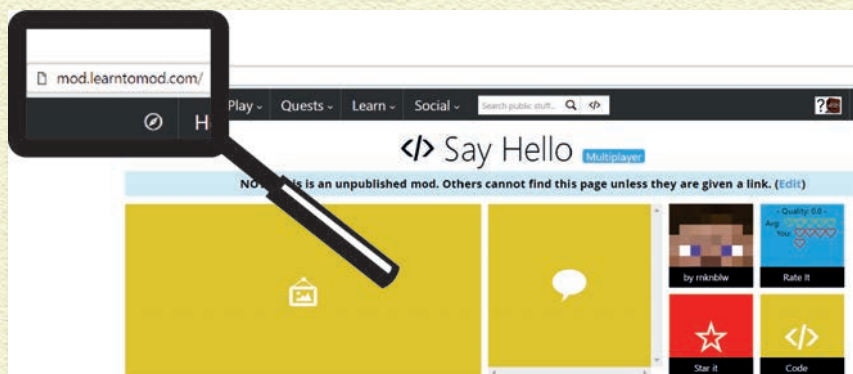 mod.learntomod.com/
Play Quests Learn Social Search public stuff...
</> Say Hello Multiplayer
is is an unpublished mod. Others cannot find this page unless they are given a link. (Edit)
- Quality: 0.0 -
Avg:
You:
by rnknblw
Rate It
Star it
Code